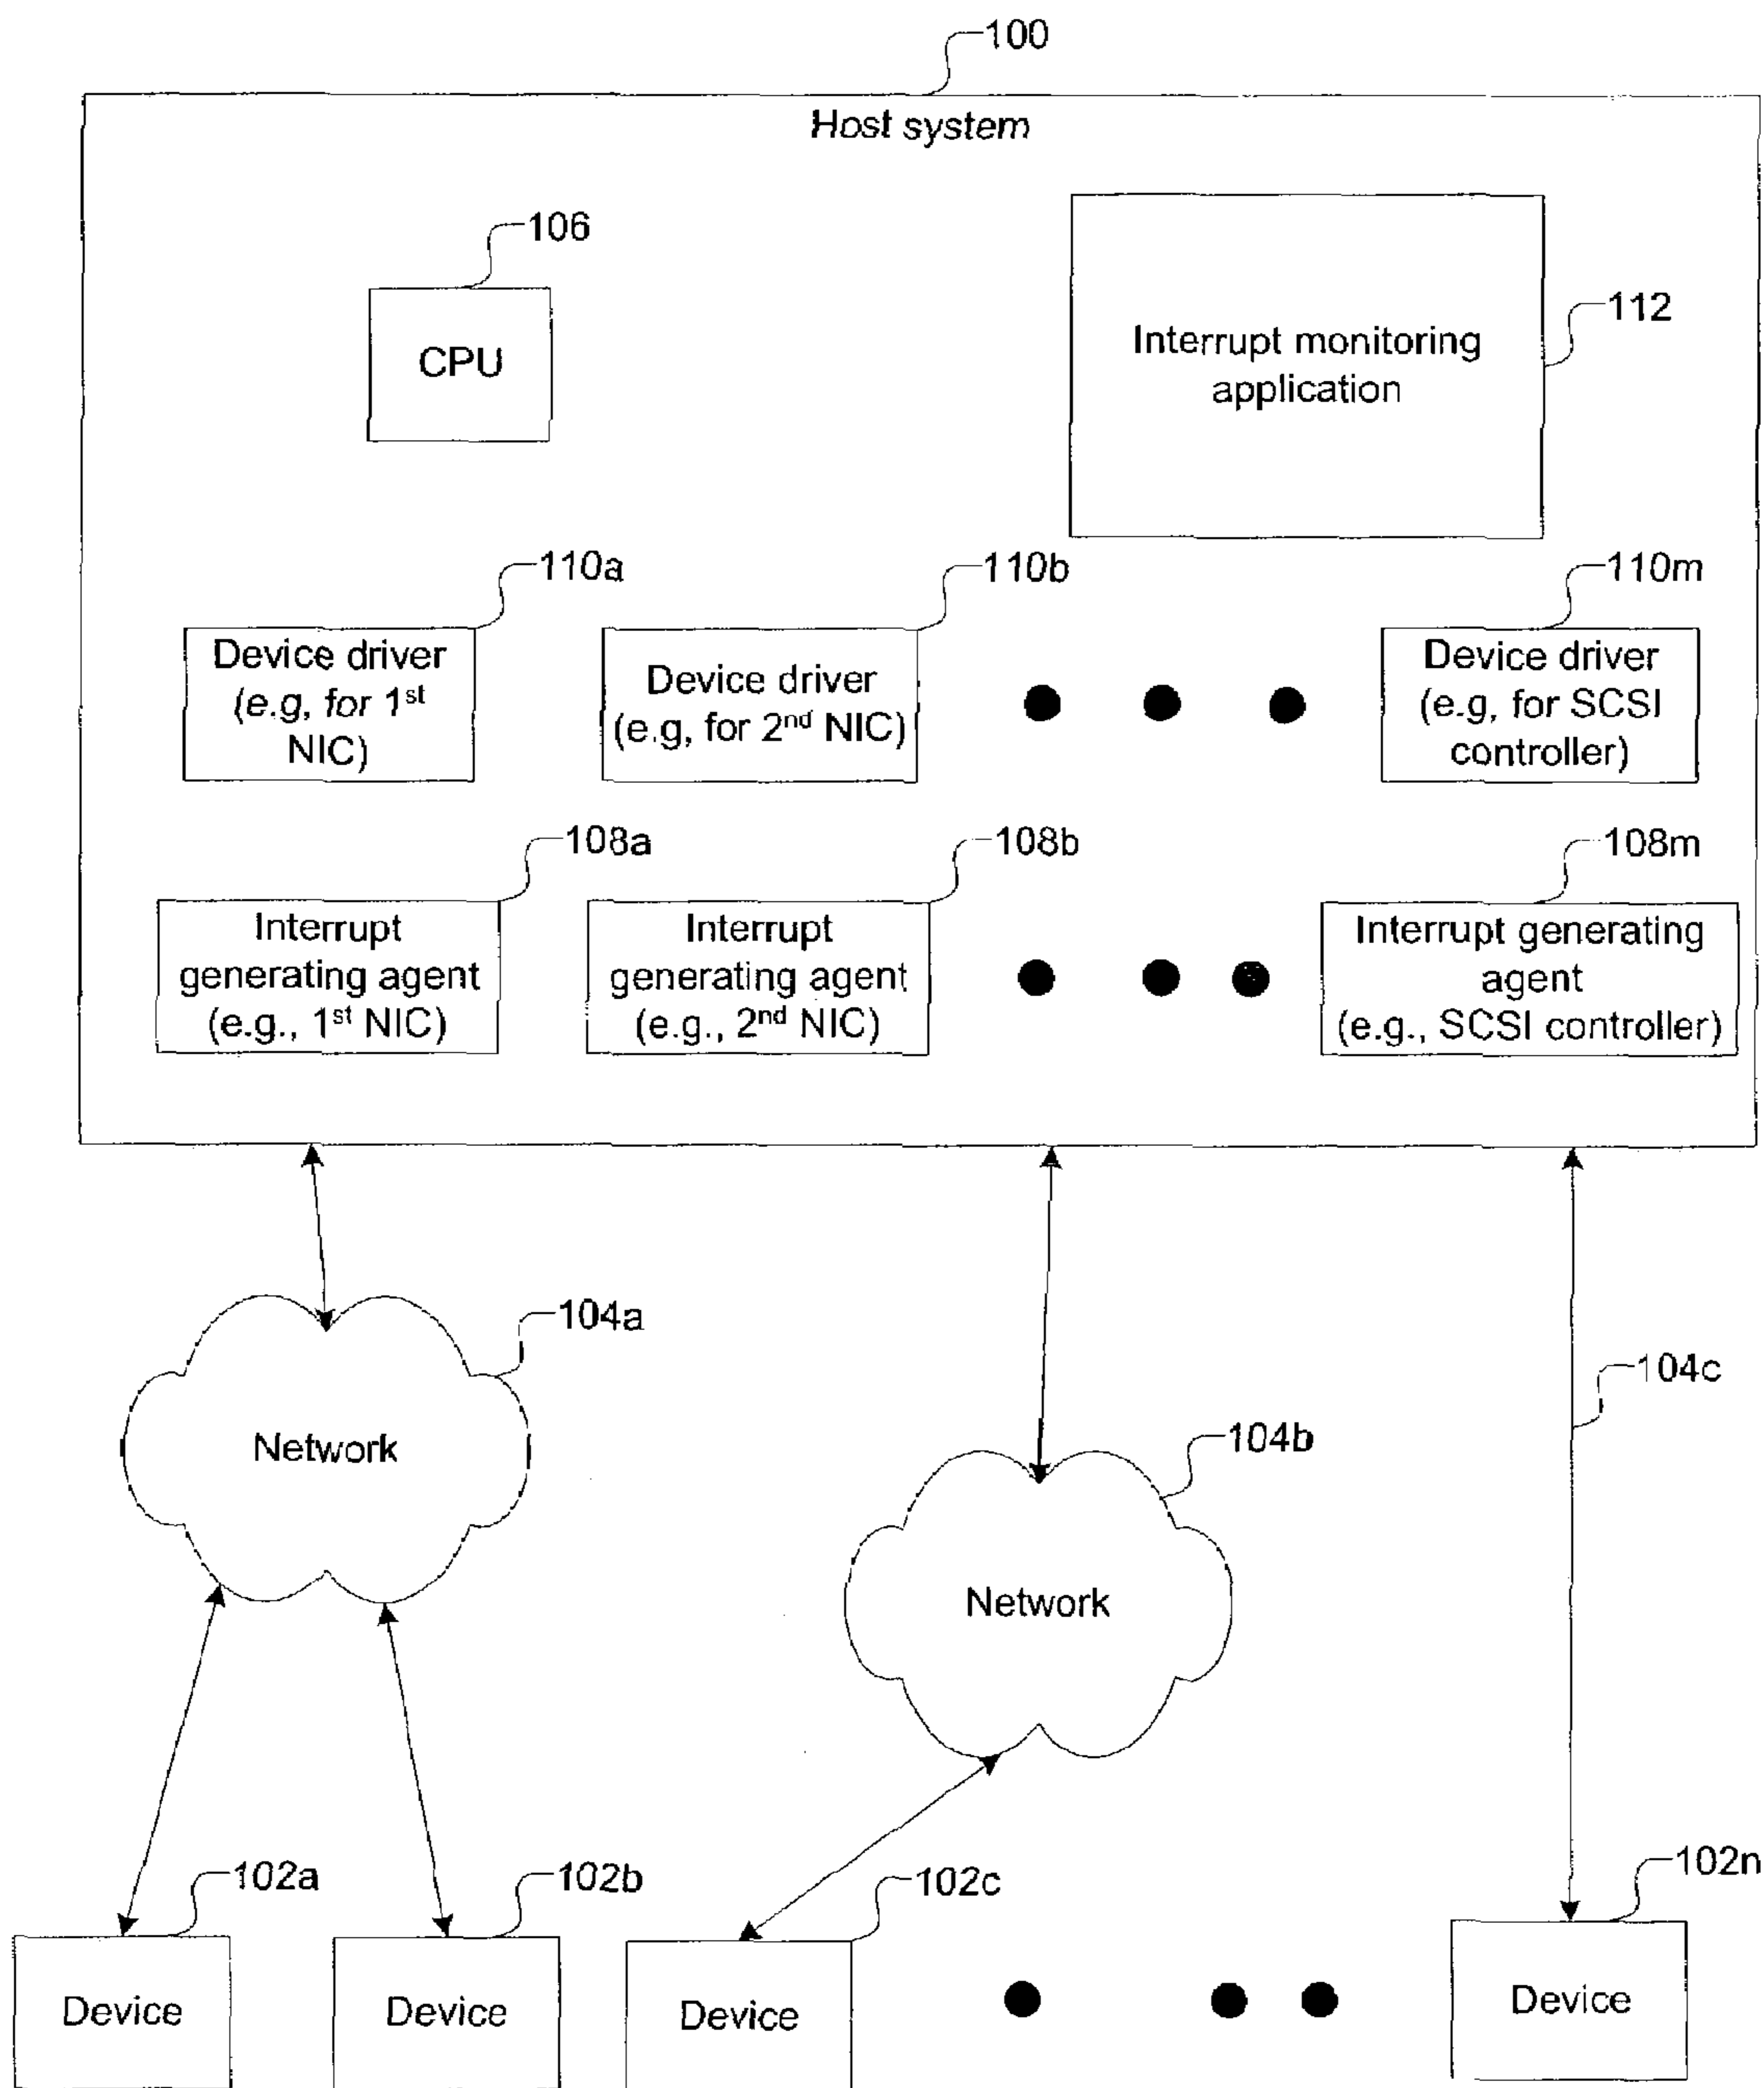 100
Host system
106
CPU
112
Interrupt monitoring
application
110a
Device driver
(e.g, for 1st
NIC)
110b
Device driver
(e.g, for 2nd NIC)
110m
Device driver
(e.g, for SCSI
controller)
108a
Interrupt
generating agent
(e.g., 1st NIC)
108b
Interrupt
generating agent
(e.g., 2nd NIC)
108m
Interrupt generating
agent
(e.g., SCSI controller)
104a
Network
104b
Network
104c
102a
Device
102b
Device
102c
Device
102n
Device